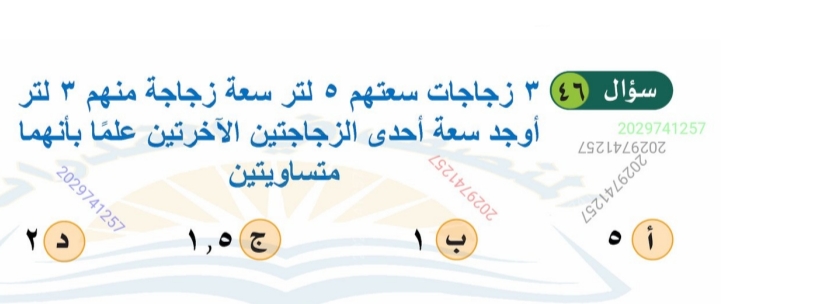 سؤال ٤٦ ٣ زجاجات سعتهم ٥ لتر سعة زجاجة منهم ٣ لتر
أوجد سعة أحدى الزجاجتين الآخرتين علمًا بأنهما
متساويتين
2029741257
2029741257
2029741257
2029741257
2029741257
أ ٥
ب ١
ج ١,٥
د ٢